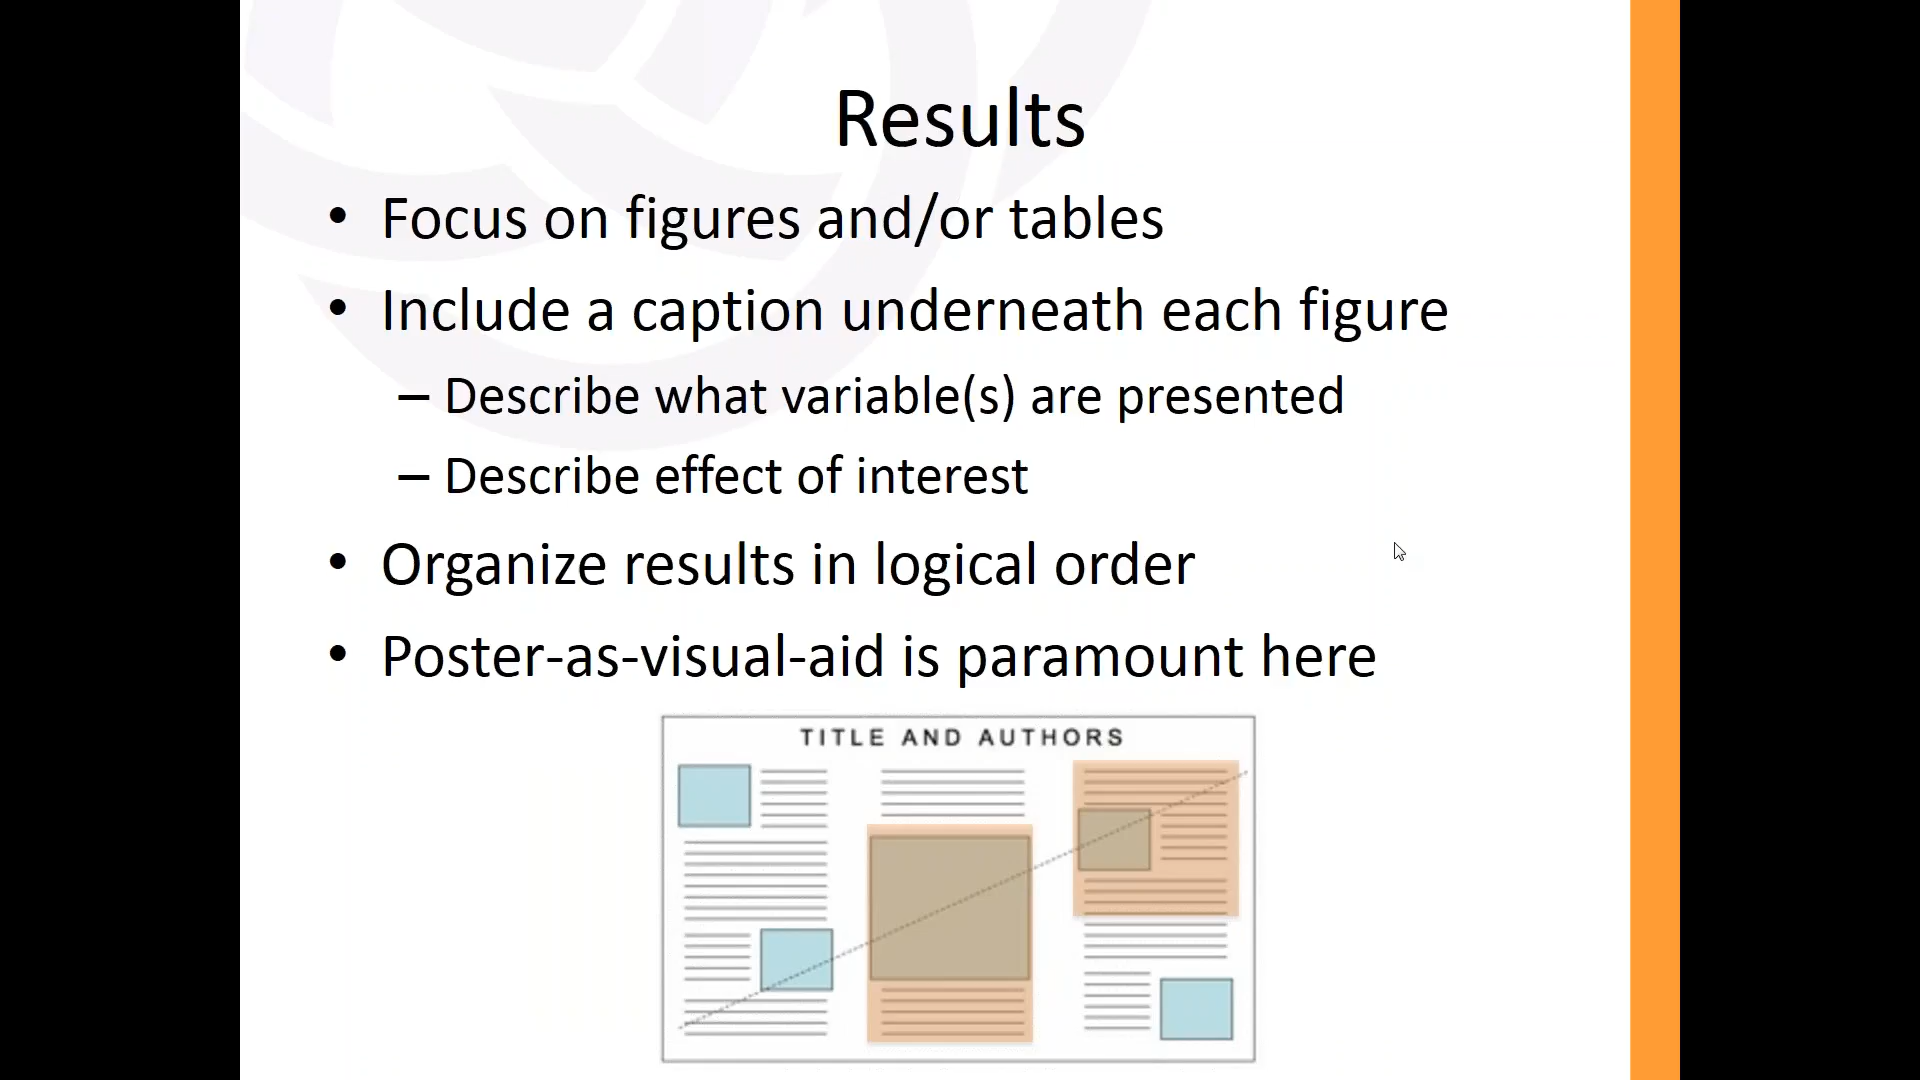 Results
• Focus on figures and/or tables
• Include a caption underneath each figure
– Describe what variable(s) are presented
– Describe effect of interest
• Organize results in logical order
• Poster-as-visual-aid is paramount here
TITLE AND AUTHORS